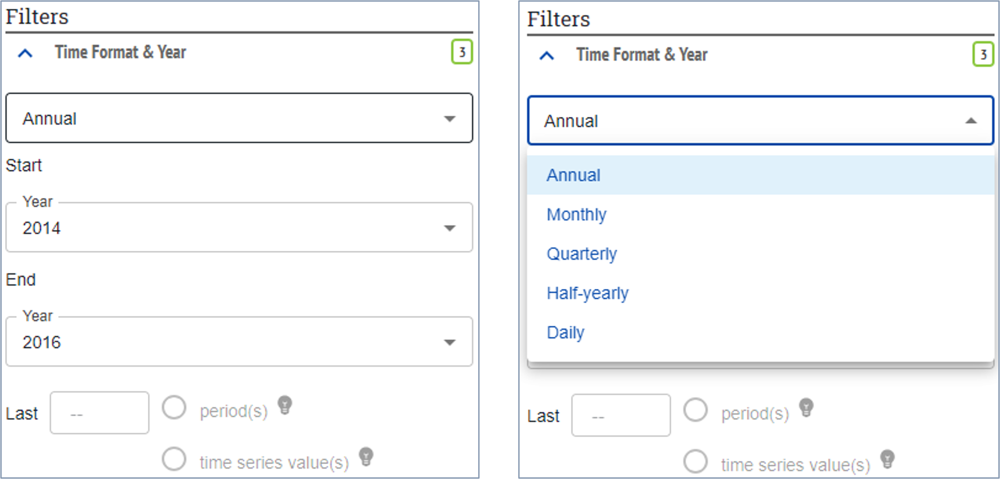 Filters
Time Format & Year 3
Annual
Start
Year
2014
End
Year
2016
Last -- period(s)
time series value(s)
Filters
Time Format & Year 3
Annual
Annual
Monthly
Quarterly
Half-yearly
Daily
Last -- period(s)
time series value(s)